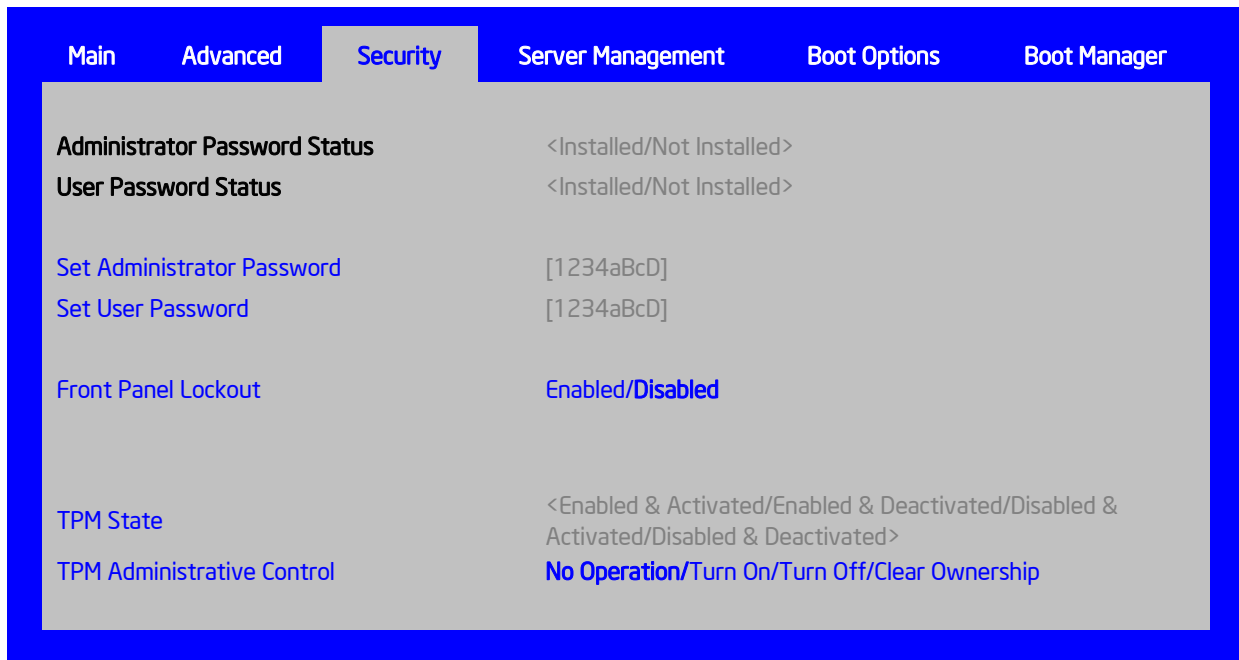 Main Advanced Security Server Management Boot Options Boot Manager
Administrator Password Status <Installed/Not Installed>
User Password Status <Installed/Not Installed>
Set Administrator Password [1234aBcD]
Set User Password [1234aBcD]
Front Panel Lockout Enabled/Disabled
TPM State <Enabled & Activated/Enabled & Deactivated/Disabled &
Activated/Disabled & Deactivated>
TPM Administrative Control No Operation/Turn On/Turn Off/Clear Ownership